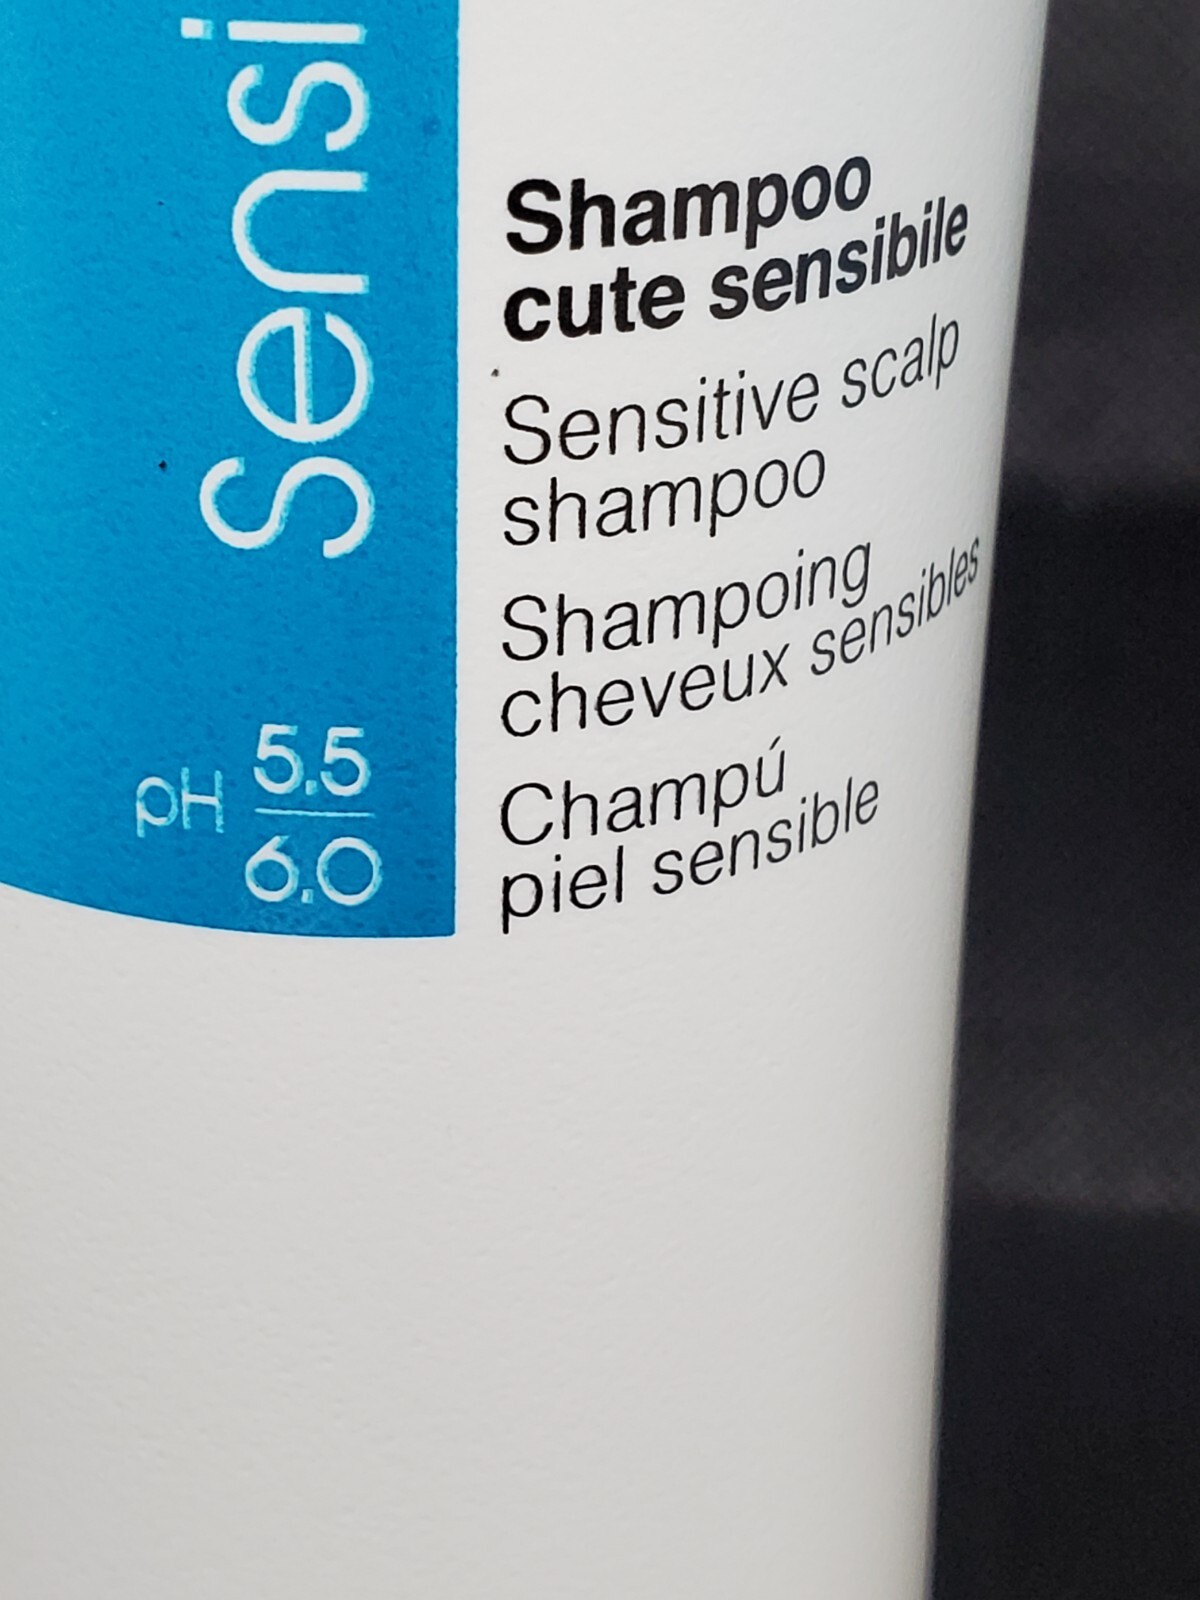 Sensi
pH 5.5
6.0
Shampoo
cute sensibile
Sensitive scalp
shampoo
Shampoing
cheveux sensibles
Champú
piel sensible